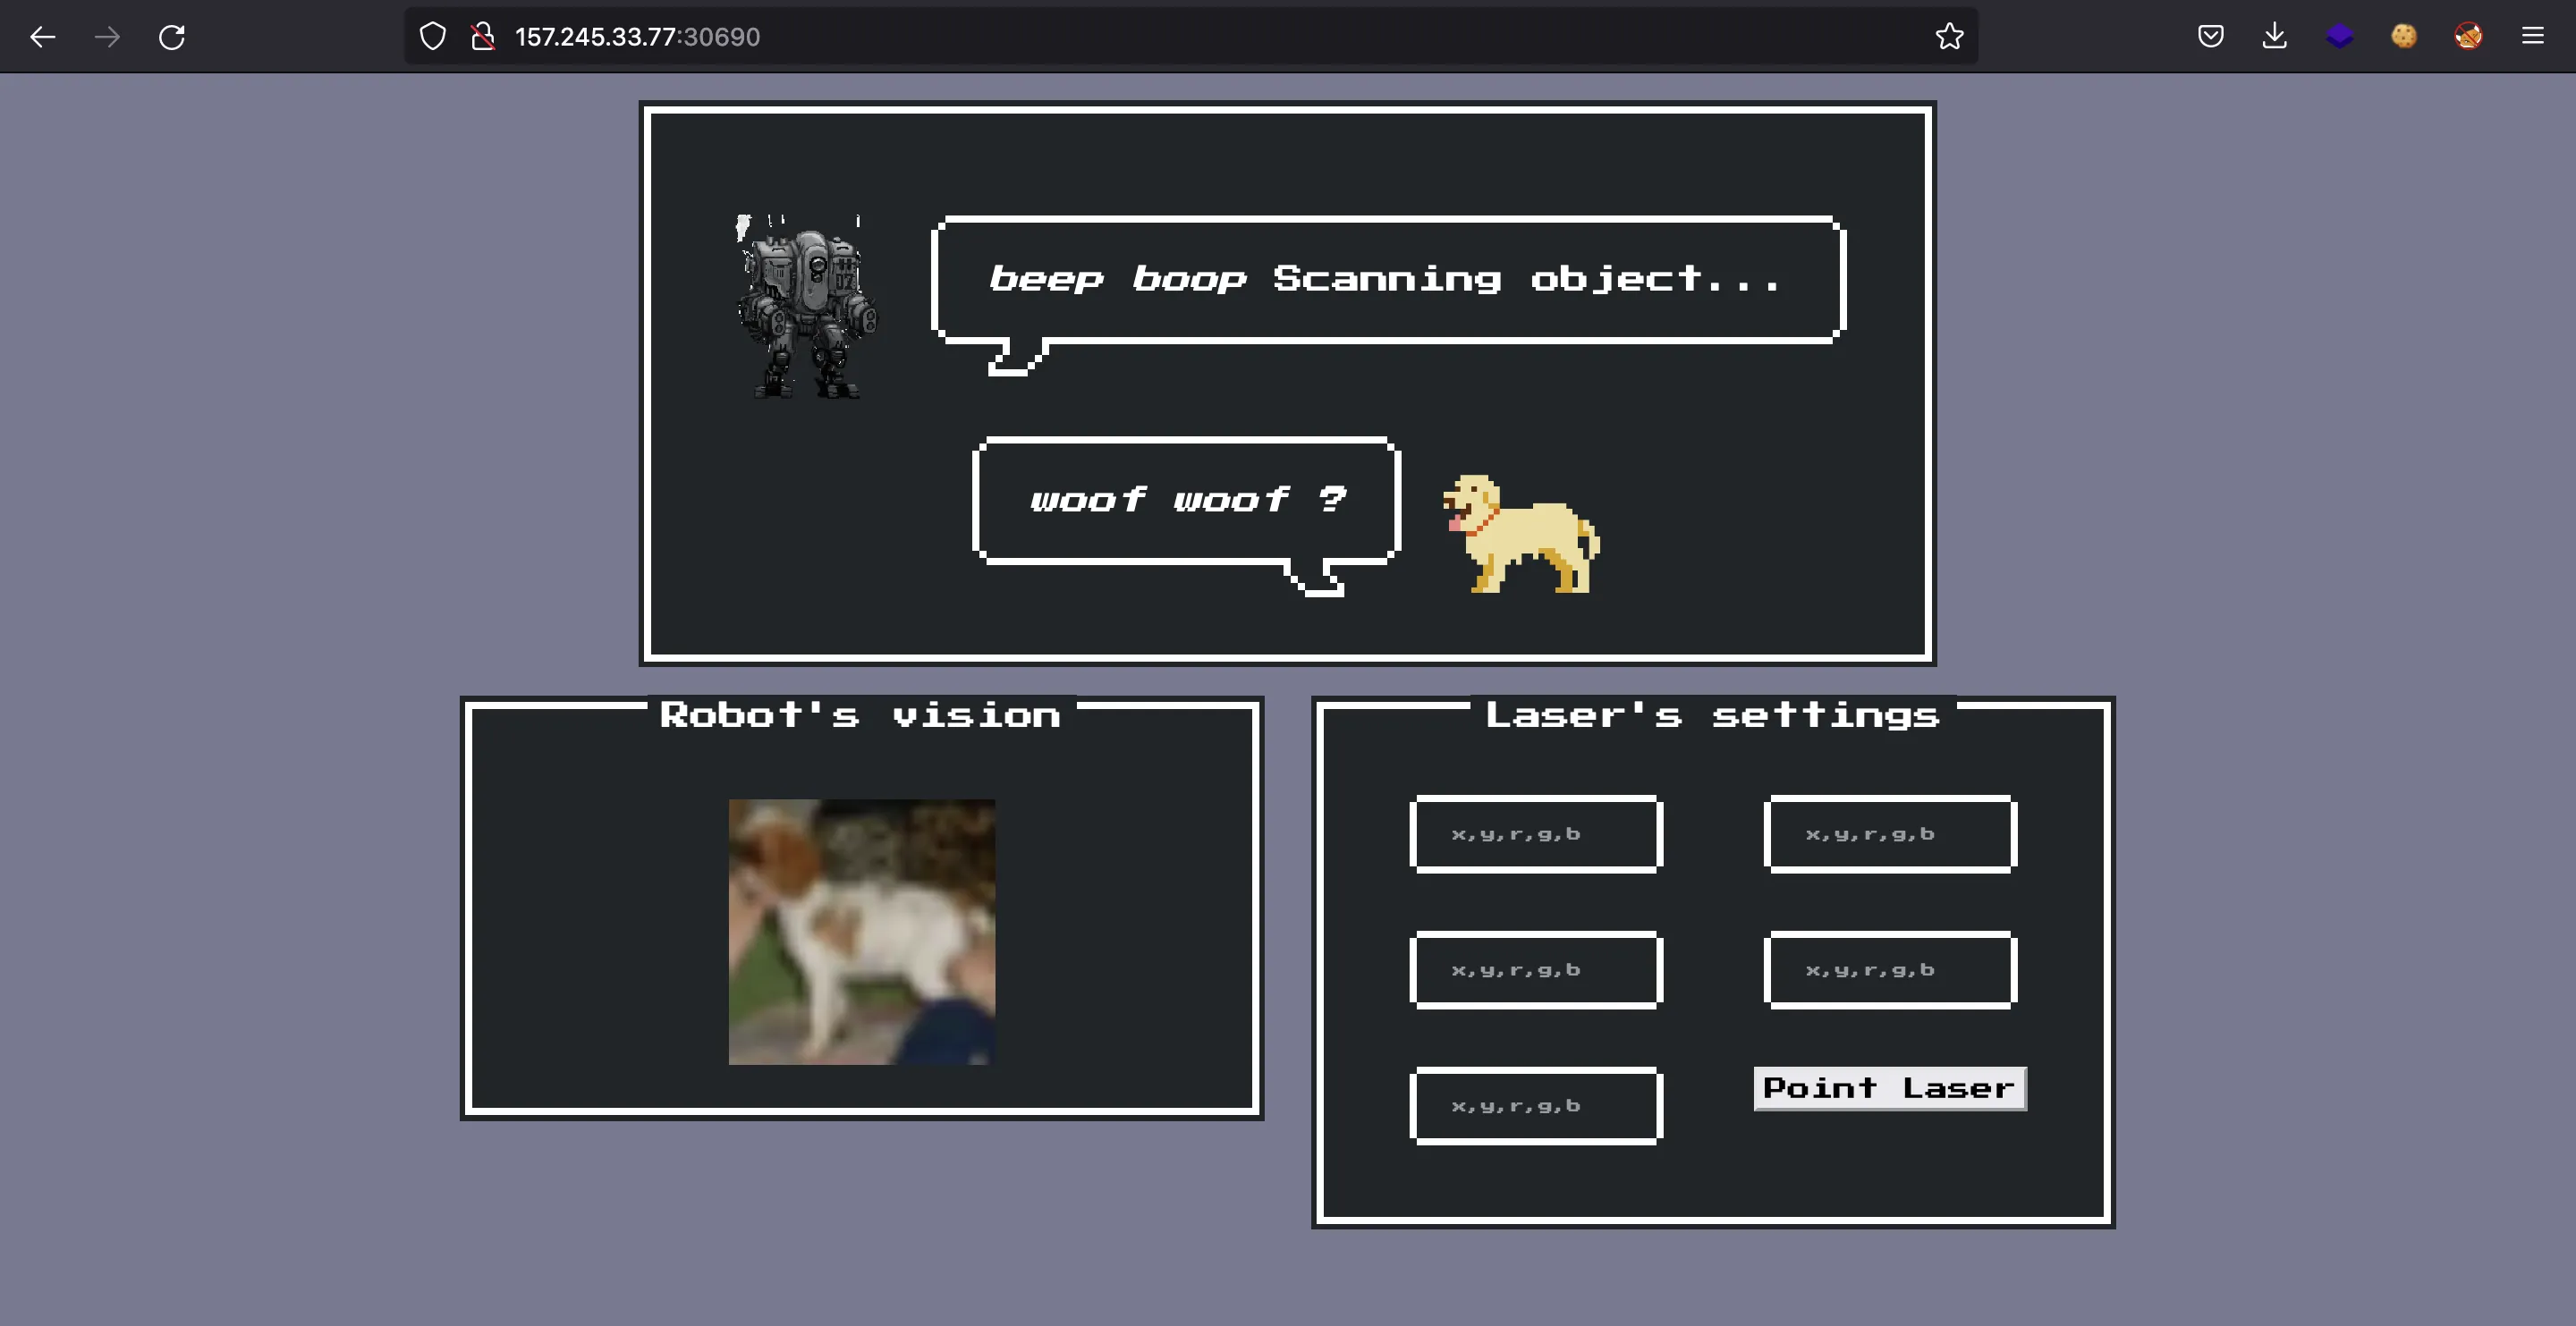 157.245.33.77:30690
beep boop Scanning object...
woof woof ?
Robot's vision
Laser's settings
x,y,r,g,b
x,y,r,g,b
x,y,r,g,b
x,y,r,g,b
x,y,r,g,b
Point Laser